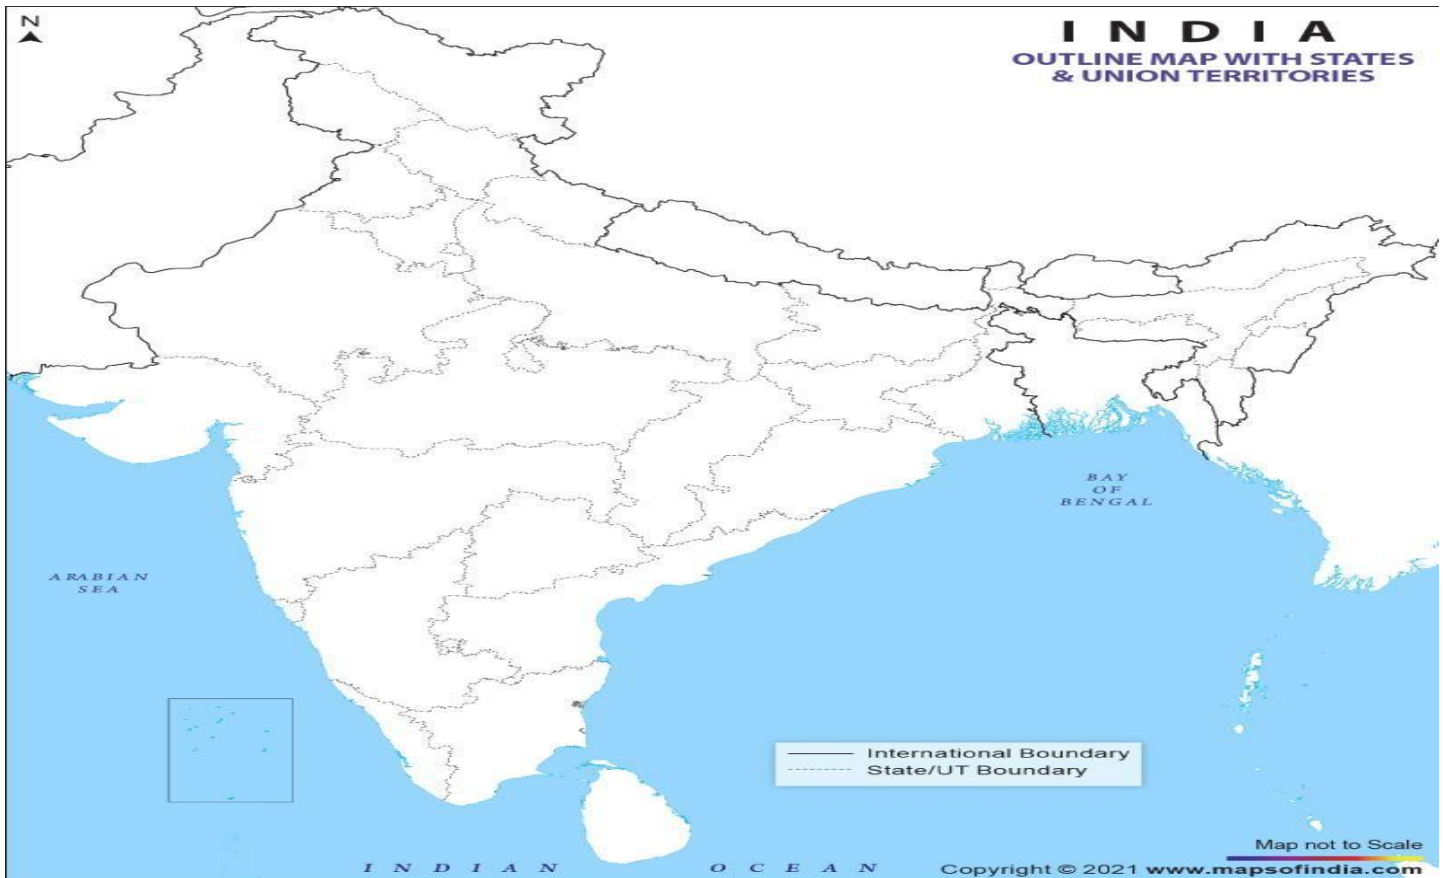 N
INDIA
OUTLINE MAP WITH STATES
& UNION TERRITORIES
BAY
OF
BENGAL
ARABIAN
SEA
International Boundary
State/UT Boundary
INDIAN OCEAN
Map not to Scale
Copyright © 2021 www.mapsofindia.com